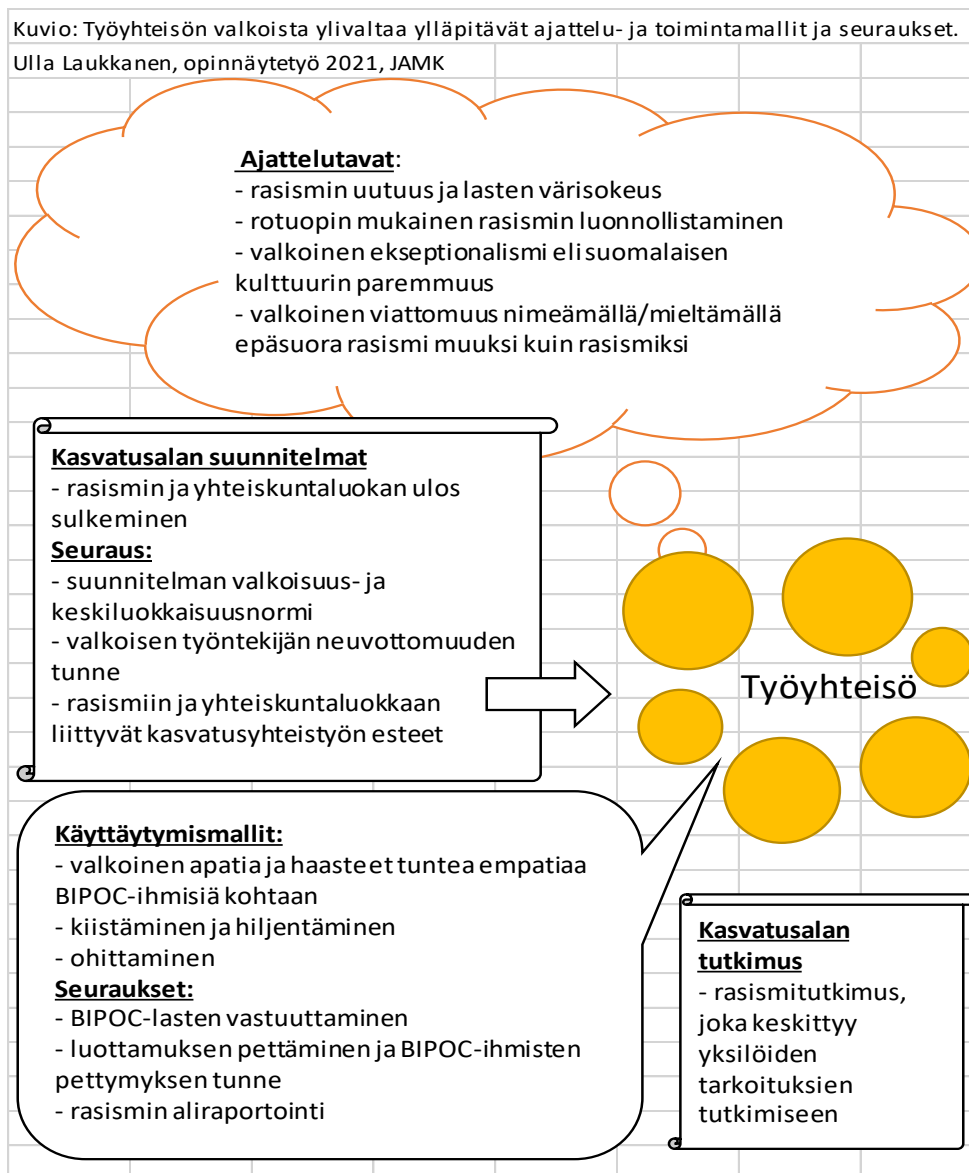 Kuvio: Työyhteisön valkoista ylivaltaa ylläpitävät ajattelu- ja toimintamallit ja seuraukset.
Ulla Laukkanen, opinnäytetyö 2021, JAMK
Ajattelutavat:
- rasismin uutuus ja lasten värisokeus
- rotuopin mukainen rasismin luonnollistaminen
- valkoinen ekseptionalismi eli suomalaisen
kulttuurin paremmuus
- valkoinen viattomuus nimeämällä/mieltämällä
epäsuora rasismi muuksi kuin rasismiksi
Kasvatusalan suunnitelmat
- rasismin ja yhteiskuntaluokan ulos
sulkeminen
Seuraus:
- suunnitelman valkoisuus- ja
keskiluokkaisuusnormi
- valkoisen työntekijän neuvottomuuden
tunne
- rasismiin ja yhteiskuntaluokkaan
liittyvät kasvatusyhteistyön esteet
Työyhteisö
Käyttäytymismallit:
- valkoinen apatia ja haasteet tuntea empatiaa
BIPOC-ihmisiä kohtaan
- kiistäminen ja hiljentäminen
- ohittaminen
Seuraukset:
- BIPOC-lasten vastuuttaminen
- luottamuksen pettäminen ja BIPOC-ihmisten
pettymyksen tunne
- rasismin aliraportointi
Kasvatusalan
tutkimus
- rasismitutkimus,
joka keskittyy
yksilöiden
tarkoituksien
tutkimiseen